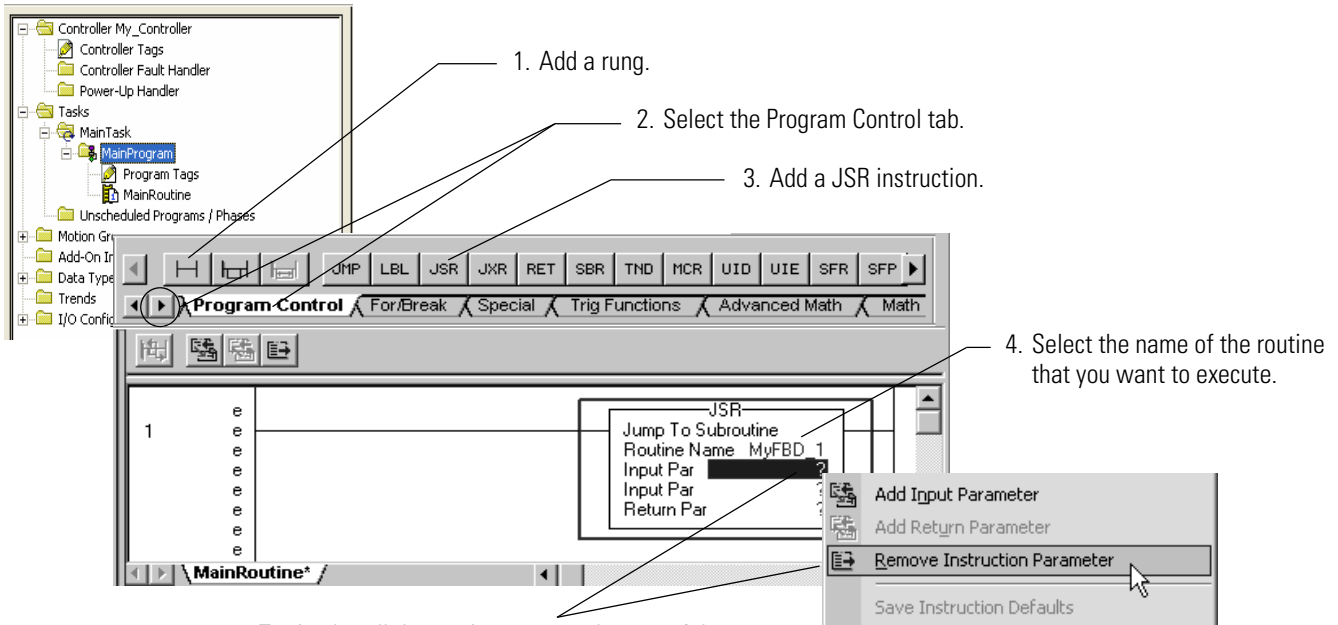 Controller My_Controller
Controller Tags
Controller Fault Handler
Power-Up Handler
Tasks
MainTask
MainProgram
Program Tags
MainRoutine
Unscheduled Programs / Phases
Motion Gr
Add-On In
Data Type
Trends
I/O Config
1. Add a rung.
2. Select the Program Control tab.
3. Add a JSR instruction.
JMP LBL JSR JXR RET SBR TND MCR UID UIE SFR SFP
Program Control For/Break Special Trig Functions Advanced Math Math
4. Select the name of the routine
that you want to execute.
1
e
e
e
e
e
e
e
e
JSR
Jump To Subroutine
Routine Name MyFBD_1
Input Par ?
Input Par ?
Return Par ?
MainRoutine*
Add Input Parameter
Add Return Parameter
Remove Instruction Parameter
Save Instruction Defaults